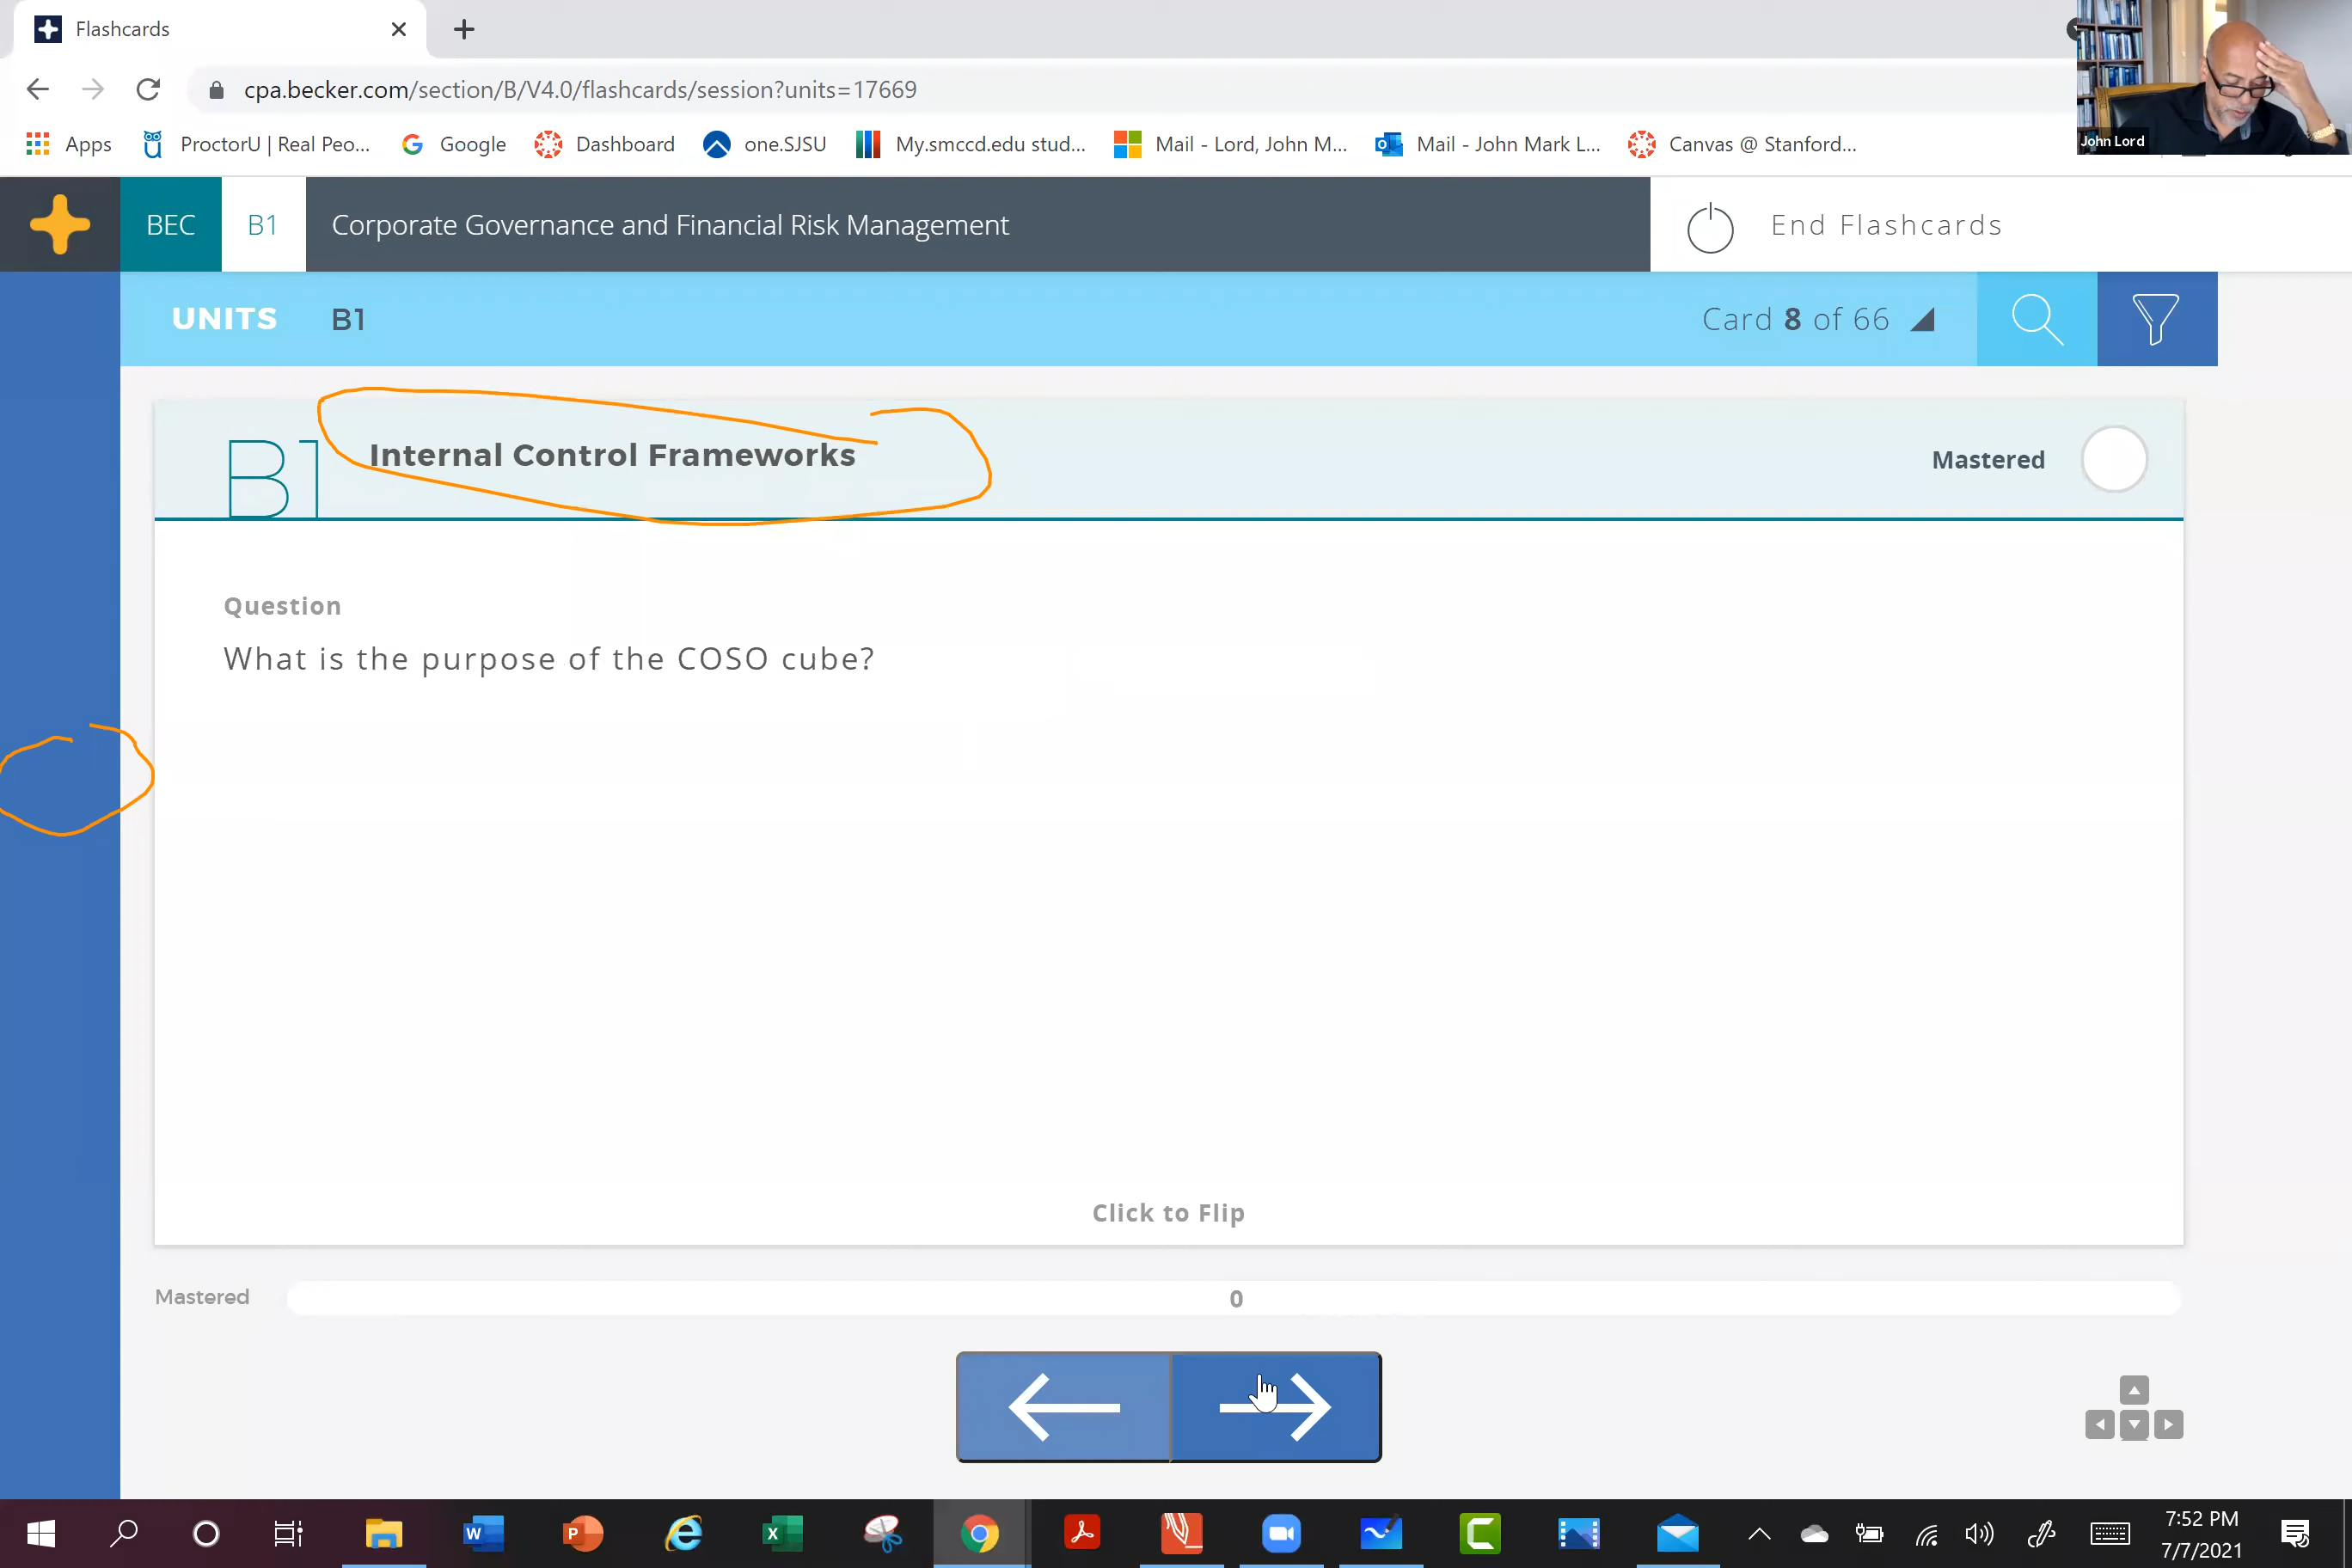 Flashcards
cpa.becker.com/section/B/V4.0/flashcards/session?units=17669
Apps ProctorU | Real Peo... Google Dashboard one.SJSU My.smccd.edu stud... Mail - Lord, John M... Mail - John Mark L... Canvas @ Stanford...
John Lord
BEC B1 Corporate Governance and Financial Risk Management End Flashcards
UNITS B1 Card 8 of 66
B1 Internal Control Frameworks Mastered
Question
What is the purpose of the COSO cube?
Click to Flip
Mastered 0
7:52 PM
7/7/2021